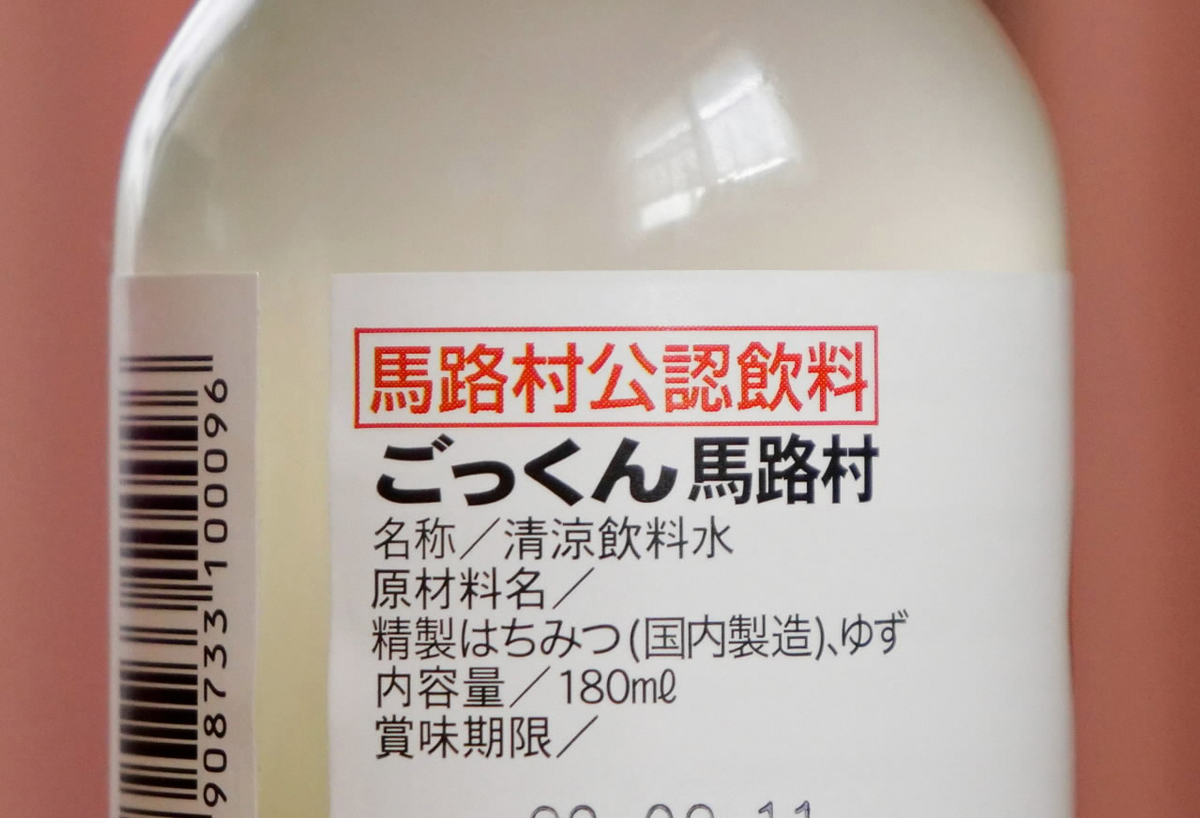 馬路村公認飲料
ごっくん馬路村
名称／清涼飲料水
原材料名／
精製はちみつ(国内製造)、ゆず
内容量／180mℓ
賞味期限／
908733100096